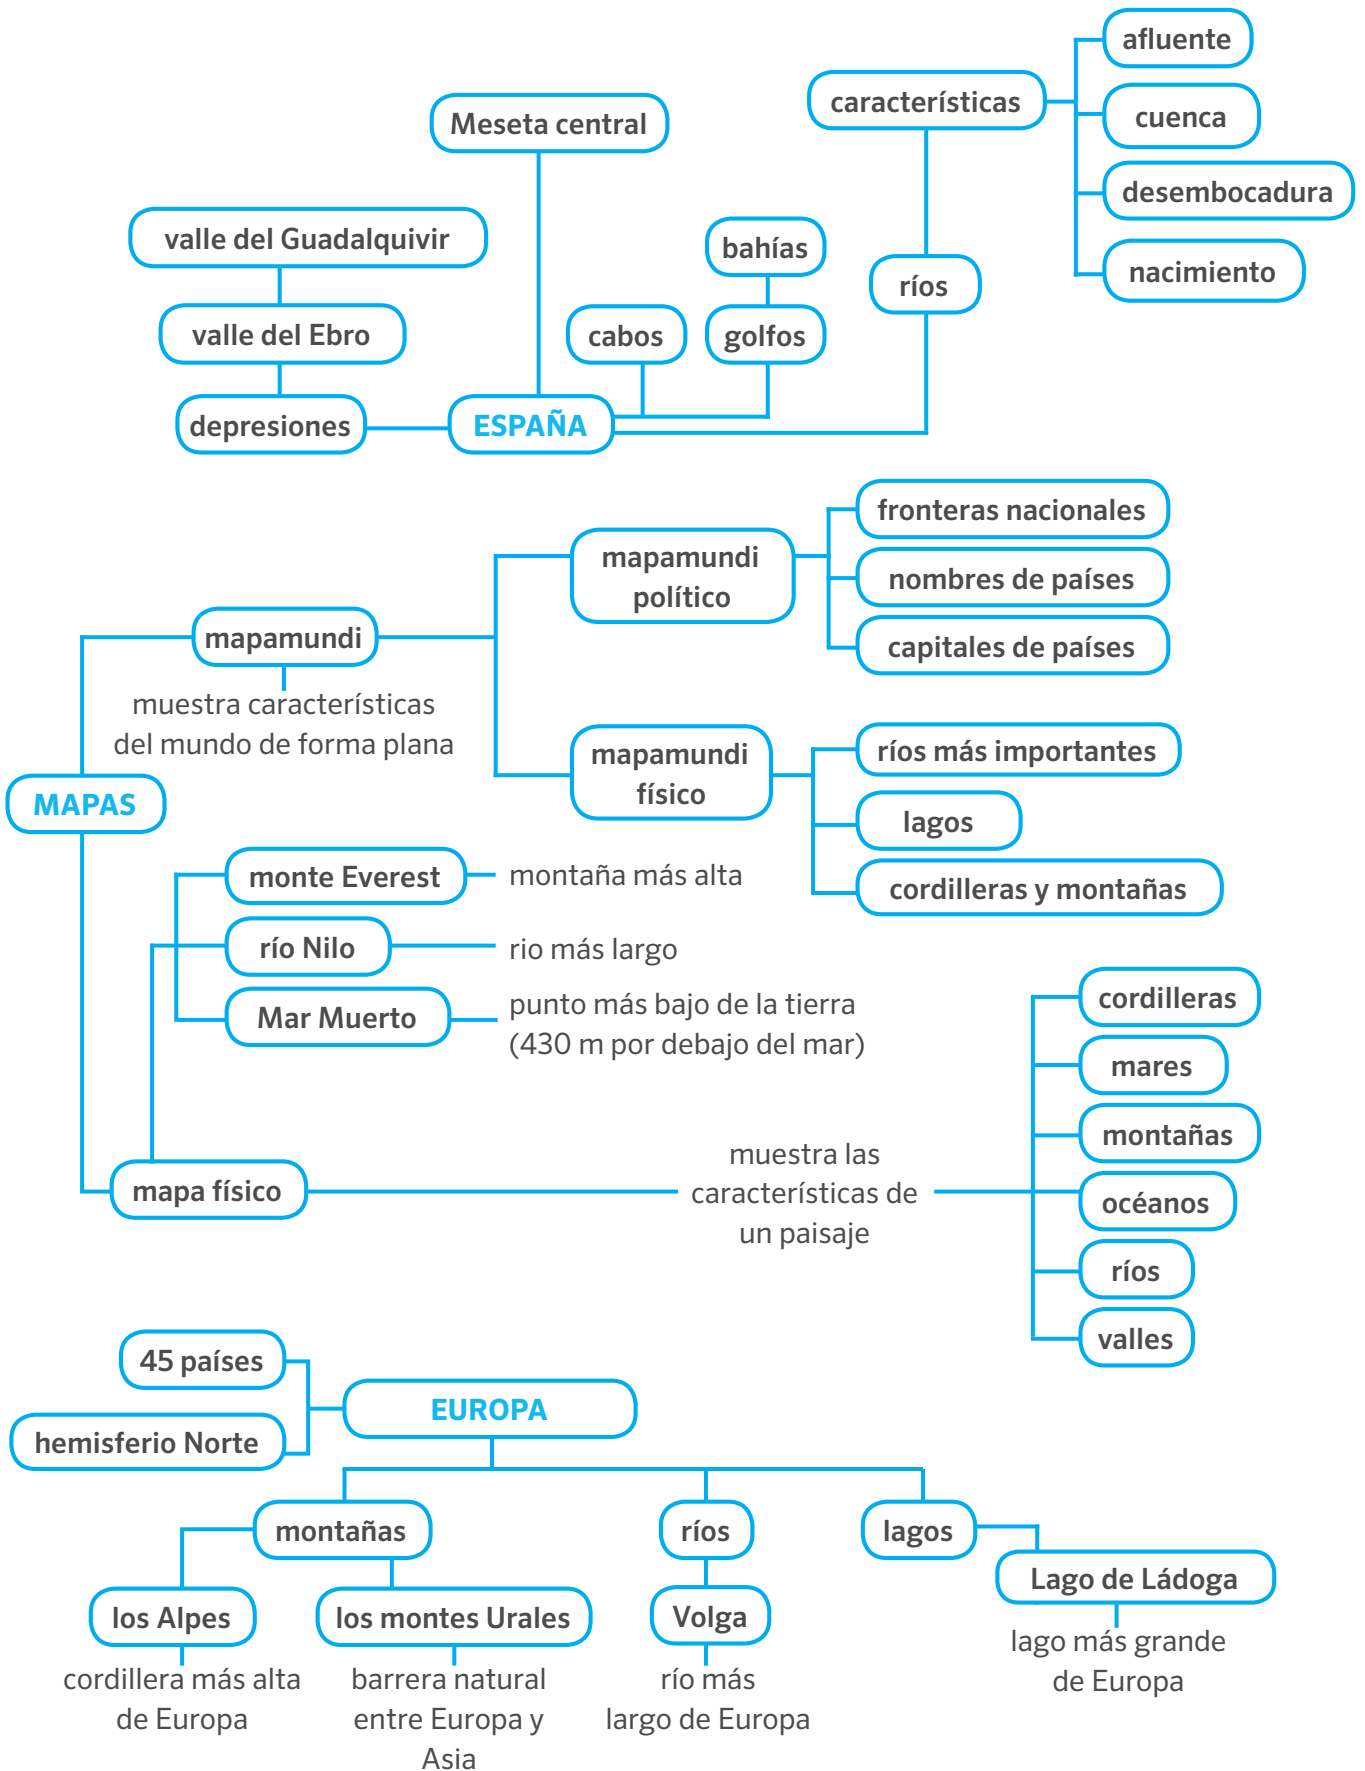 afluente
características
cuenca
Meseta central
desembocadura
valle del Guadalquivir
bahías
nacimiento
ríos
valle del Ebro
cabos
golfos
depresiones
ESPAÑA
fronteras nacionales
mapamundi
político
nombres de países
capitales de países
mapamundi
muestra características
del mundo de forma plana
mapamundi
físico
ríos más importantes
lagos
cordilleras y montañas
MAPAS
monte Everest
montaña más alta
río Nilo
rio más largo
Mar Muerto
punto más bajo de la tierra
(430 m por debajo del mar)
mapa físico
muestra las
características de
un paisaje
cordilleras
mares
montañas
océanos
ríos
valles
45 países
hemisferio Norte
EUROPA
montañas
ríos
lagos
los Alpes
cordillera más alta
de Europa
los montes Urales
barrera natural
entre Europa y
Asia
Volga
río más
largo de Europa
Lago de Ládoga
lago más grande
de Europa